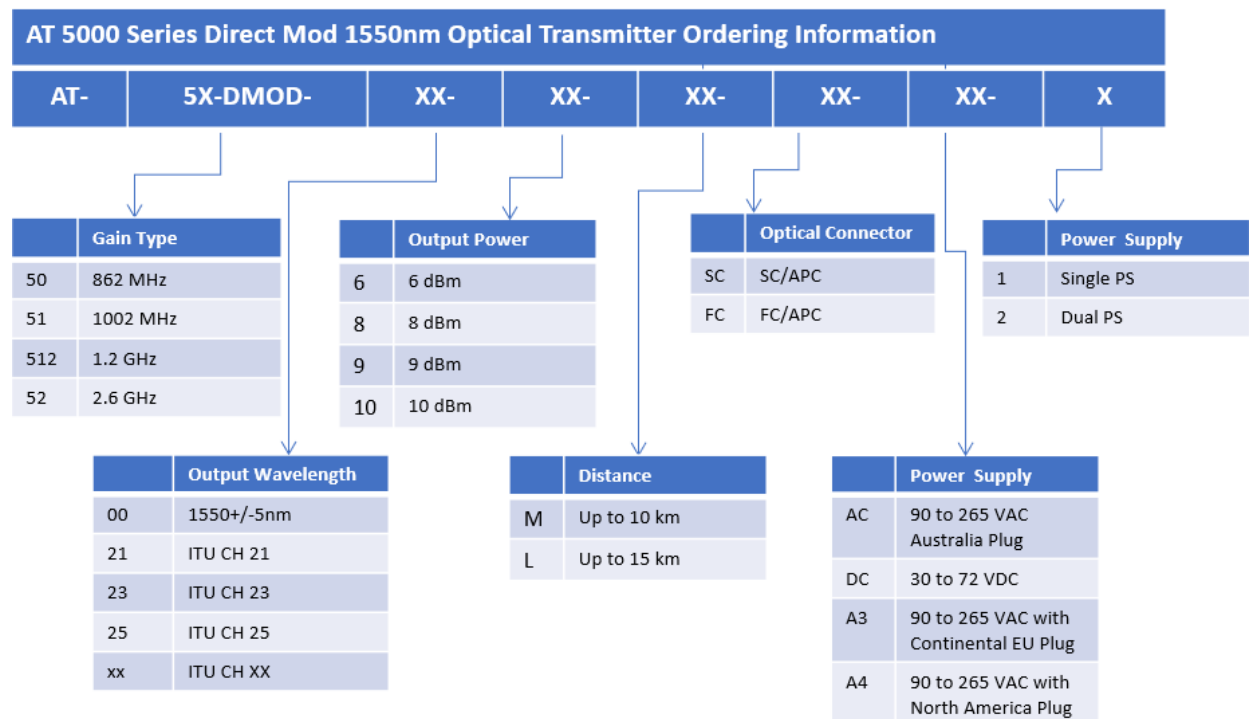 AT 5000 Series Direct Mod 1550nm Optical Transmitter Ordering Information
AT- 5X-DMOD- XX- XX- XX- XX- XX- X
Gain Type
50 862 MHz
51 1002 MHz
512 1.2 GHz
52 2.6 GHz
Output Power
6 6 dBm
8 8 dBm
9 9 dBm
10 10 dBm
Optical Connector
SC SC/APC
FC FC/APC
Power Supply
1 Single PS
2 Dual PS
Output Wavelength
00 1550+/-5nm
21 ITU CH 21
23 ITU CH 23
25 ITU CH 25
xx ITU CH XX
Distance
M Up to 10 km
L Up to 15 km
Power Supply
AC 90 to 265 VAC
Australia Plug
DC 30 to 72 VDC
A3 90 to 265 VAC with
Continental EU Plug
A4 90 to 265 VAC with
North America Plug